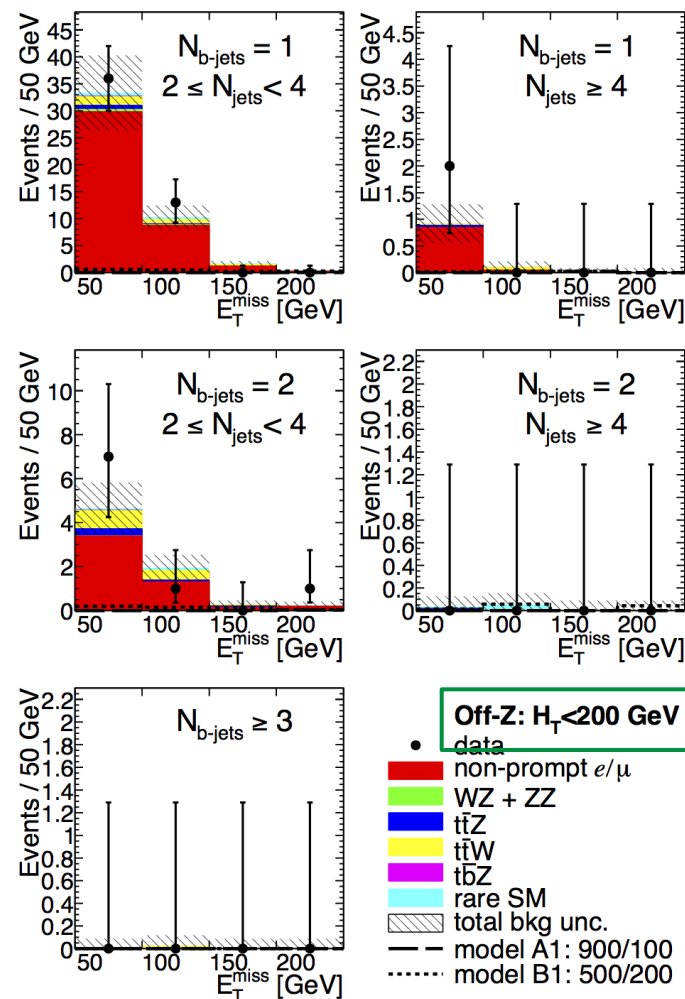 Events / 50 GeV
45
40
35
30
25
20
15
10
5
0
N_b-jets = 1
2 ≤ N_jets < 4
50 100 150 200
E_T^miss [GeV]
Events / 50 GeV
4.5
4
3.5
3
2.5
2
1.5
1
0.5
0
N_b-jets = 1
N_jets ≥ 4
50 100 150 200
E_T^miss [GeV]
Events / 50 GeV
10
8
6
4
2
0
N_b-jets = 2
2 ≤ N_jets < 4
50 100 150 200
E_T^miss [GeV]
Events / 50 GeV
2.2
2
1.8
1.6
1.4
1.2
1
0.8
0.6
0.4
0.2
0
N_b-jets = 2
N_jets ≥ 4
50 100 150 200
E_T^miss [GeV]
Events / 50 GeV
2.2
2
1.8
1.6
1.4
1.2
1
0.8
0.6
0.4
0.2
0
N_b-jets ≥ 3
50 100 150 200
E_T^miss [GeV]
Off-Z: H_T<200 GeV
data
non-prompt e/μ
WZ + ZZ
tt̄Z
tt̄W
tb̄Z
rare SM
total bkg unc.
model A1: 900/100
model B1: 500/200